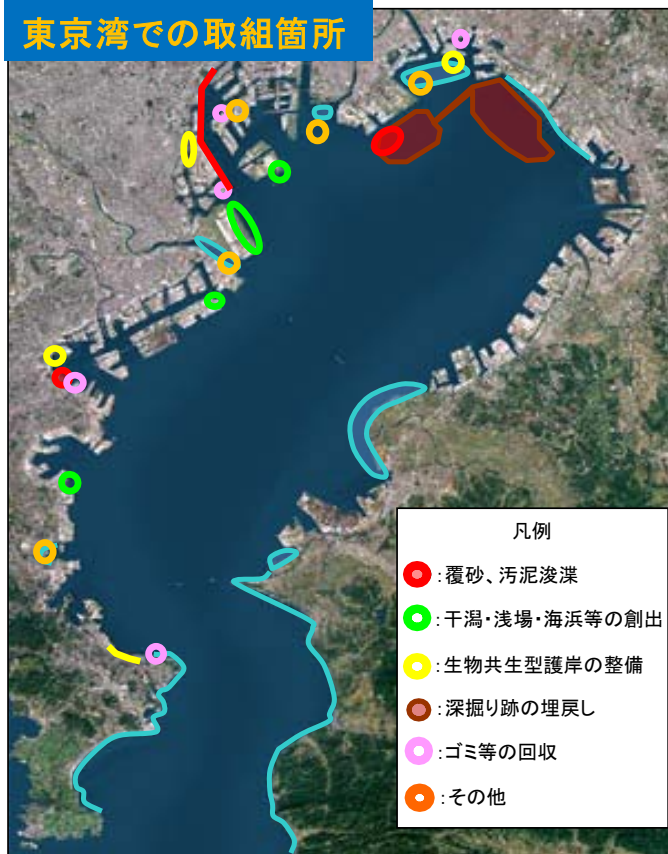 東京湾での取組箇所
凡例
:覆砂、汚泥浚渫
:干潟・浅場・海浜等の創出
:生物共生型護岸の整備
:深掘り跡の埋戻し
:ゴミ等の回収
:その他